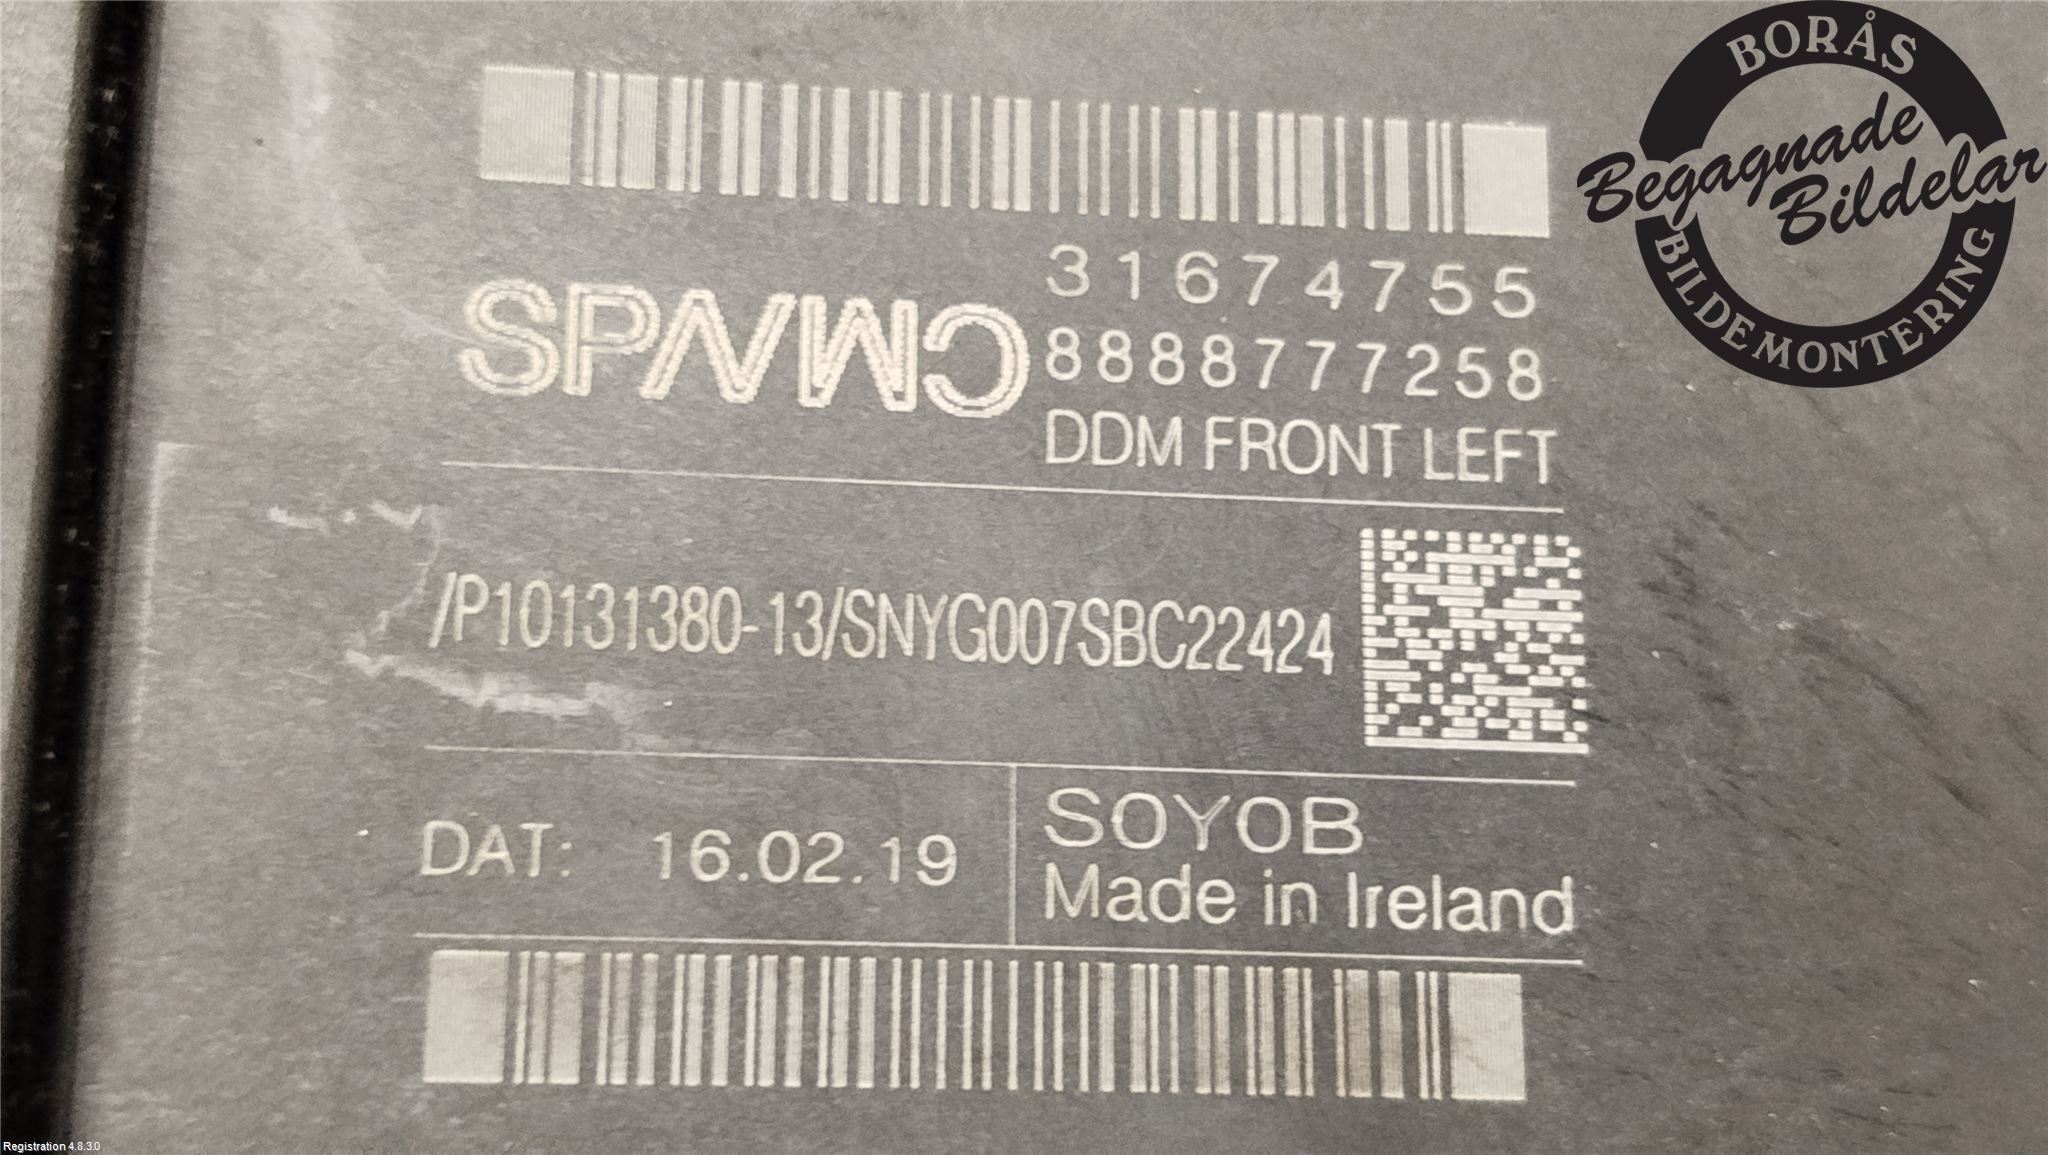 BORÅS
Begagnade
Bildelar
BILDEMONTERING
31674755
8888777258
DDM FRONT LEFT
/P10131380-13/SNYG007SBC22424
DAT: 16.02.19
SOYOB
Made in Ireland
Registration 4.8.3.0